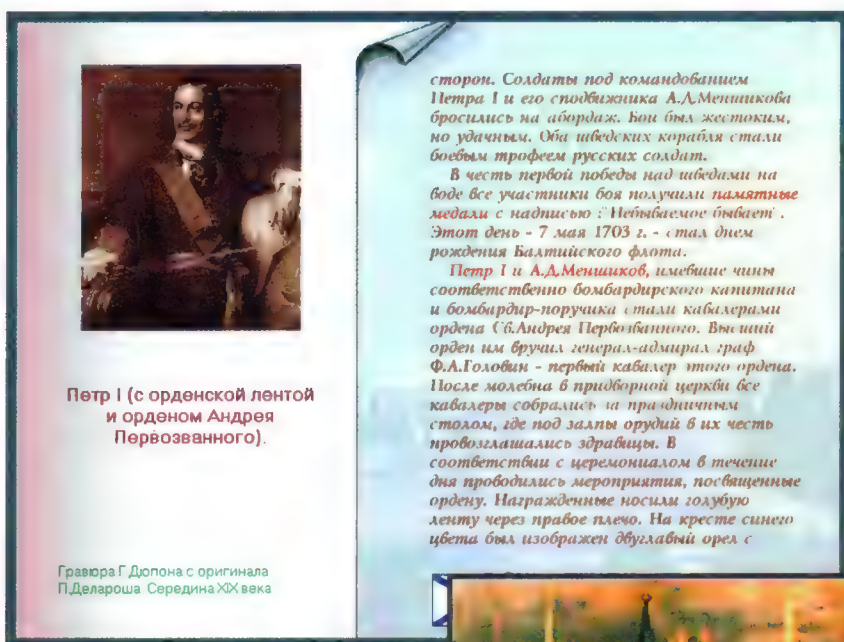 Петр I (с орденской лентой
и орденом Андрея
Первозванного).
Гравюра Г.Дюпона с оригинала
П.Делароша Середина XIX века
сторон. Солдаты под командованием
Петра I и его сподвижника А.Д.Меншикова
бросились на абордаж. Бой был жестоким,
но удачным. Оба шведских корабля стали
боевым трофеем русских солдат.
В честь первой победы над шведами на
воде все участники боя получили памятные
медали с надписью :"Небываемое бывает".
Этот день - 7 мая 1703 г. - стал днем
рождения Балтийского флота.
Петр I и А.Д.Меншиков, имевшие чины
соответственно бомбардирского капитана
и бомбардир-поручика стали кавалерами
ордена Св.Андрея Первозванного. Высший
орден им вручил генерал-адмирал граф
Ф.А.Головин - первый кавалер этого ордена.
После молебна в придворной церкви все
кавалеры собрались за праздничным
столом, где под залпы орудий в их честь
провозглашались здравицы. В
соответствии с церемониалом в течение
дня проводились мероприятия, посвященные
ордену. Награжденные носили голубую
ленту через правое плечо. На кресте синего
цвета был изображен двуглавый орел с